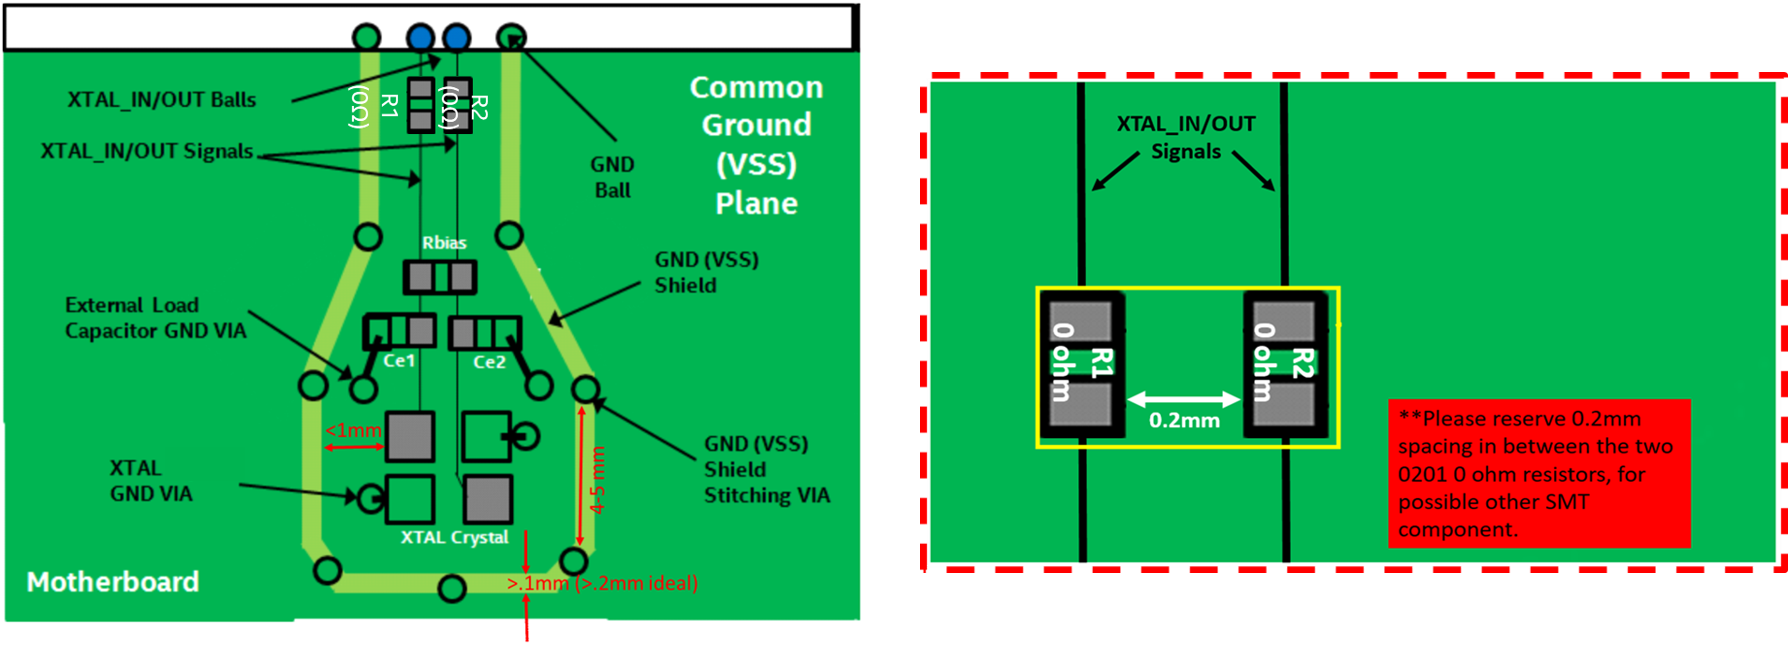 XTAL_IN/OUT Balls
R1
(0Ω)
R2
(0Ω)
Common
Ground
(VSS)
Plane
XTAL_IN/OUT Signals
GND
Ball
Rbias
GND (VSS)
Shield
External Load
Capacitor GND VIA
Ce1
Ce2
<1mm
4-5 mm
GND (VSS)
Shield
Stitching VIA
XTAL
GND VIA
XTAL Crystal
Motherboard
>.1mm (>.2mm ideal)
XTAL_IN/OUT
Signals
R1
0 ohm
R2
0 ohm
0.2mm
**Please reserve 0.2mm
spacing in between the two
0201 0 ohm resistors, for
possible other SMT
component.